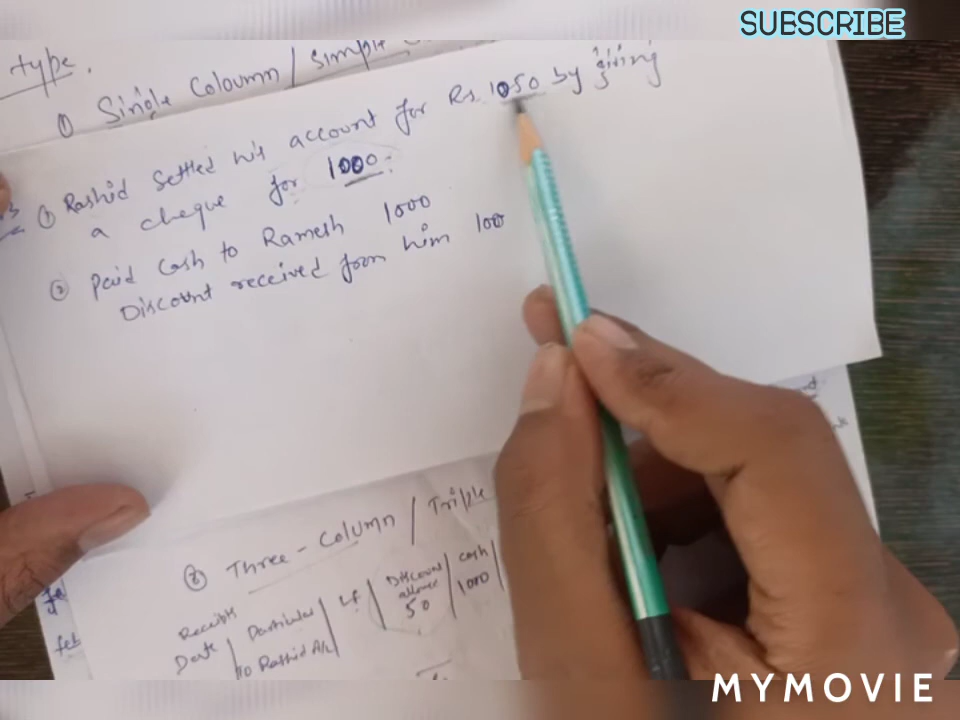 SUBSCRIBE
type.
① Single Coloumn / Simple
① Rashid Settled his account for Rs. 1050 by giving
a cheque for 1000.
② Paid Cash to Ramesh 1000
Discount received from him 100
③ Three-Column / Triple
Receipts
Date Particular LF Discount allowed Cash
To Rashid A/c 50 1000
MYMOVIE